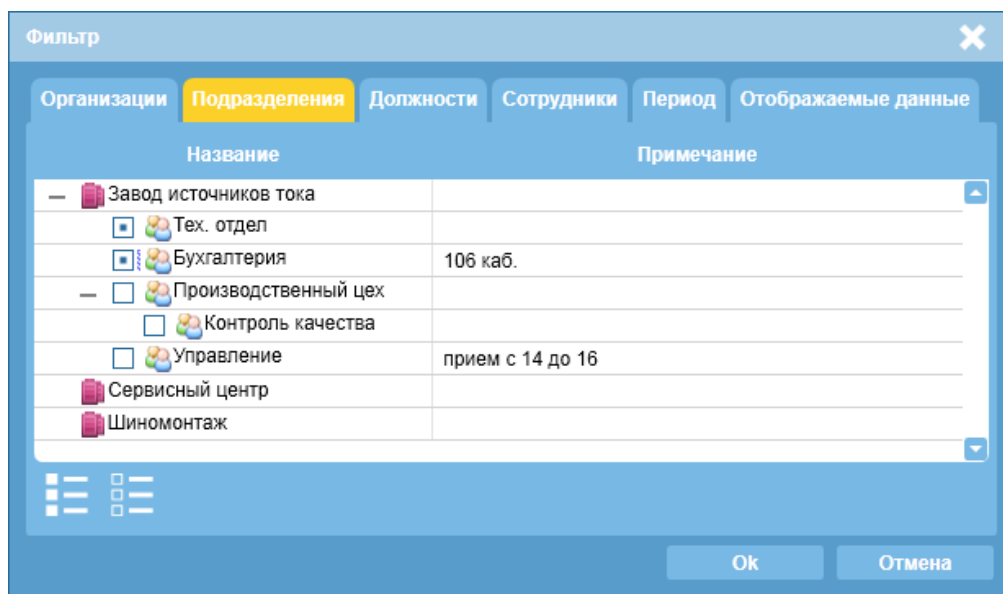 Фильтр
Организации Подразделения Должности Сотрудники Период Отображаемые данные
Название Примечание
Завод источников тока
Тех. отдел
Бухгалтерия 106 каб.
Производственный цех
Контроль качества
Управление прием с 14 до 16
Сервисный центр
Шиномонтаж
Ok Отмена